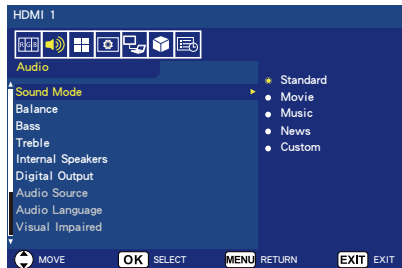 HDMI 1
RGB
Audio
Sound Mode
Balance
Bass
Treble
Internal Speakers
Digital Output
Audio Source
Audio Language
Visual Impaired
Standard
Movie
Music
News
Custom
MOVE OK SELECT MENU RETURN EXIT EXIT